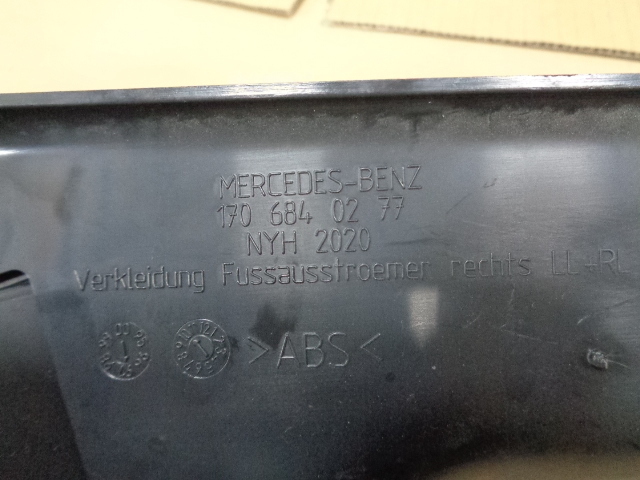 MERCEDES-BENZ
170 684 02 77
NYH 2020
Verkleidung Fussausstroemer rechts LL+RL
>ABS<